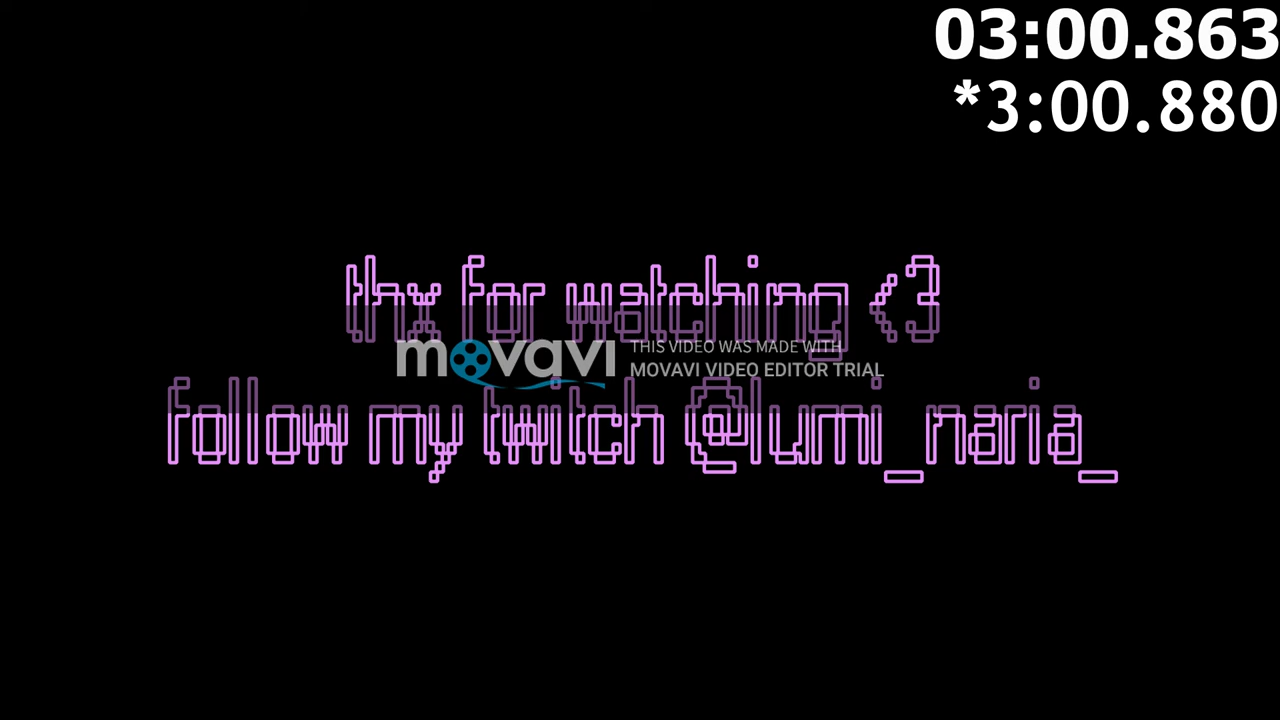 03:00.863
*3:00.880
thx for watching <3
movavi
THIS VIDEO WAS MADE WITH
MOVAVI VIDEO EDITOR TRIAL
follow my twitch @lumi_naria_